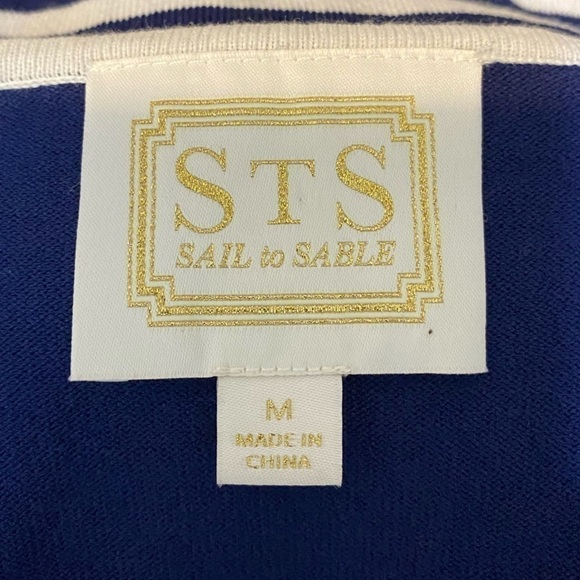 STS
SAIL to SABLE
M
MADE IN
CHINA